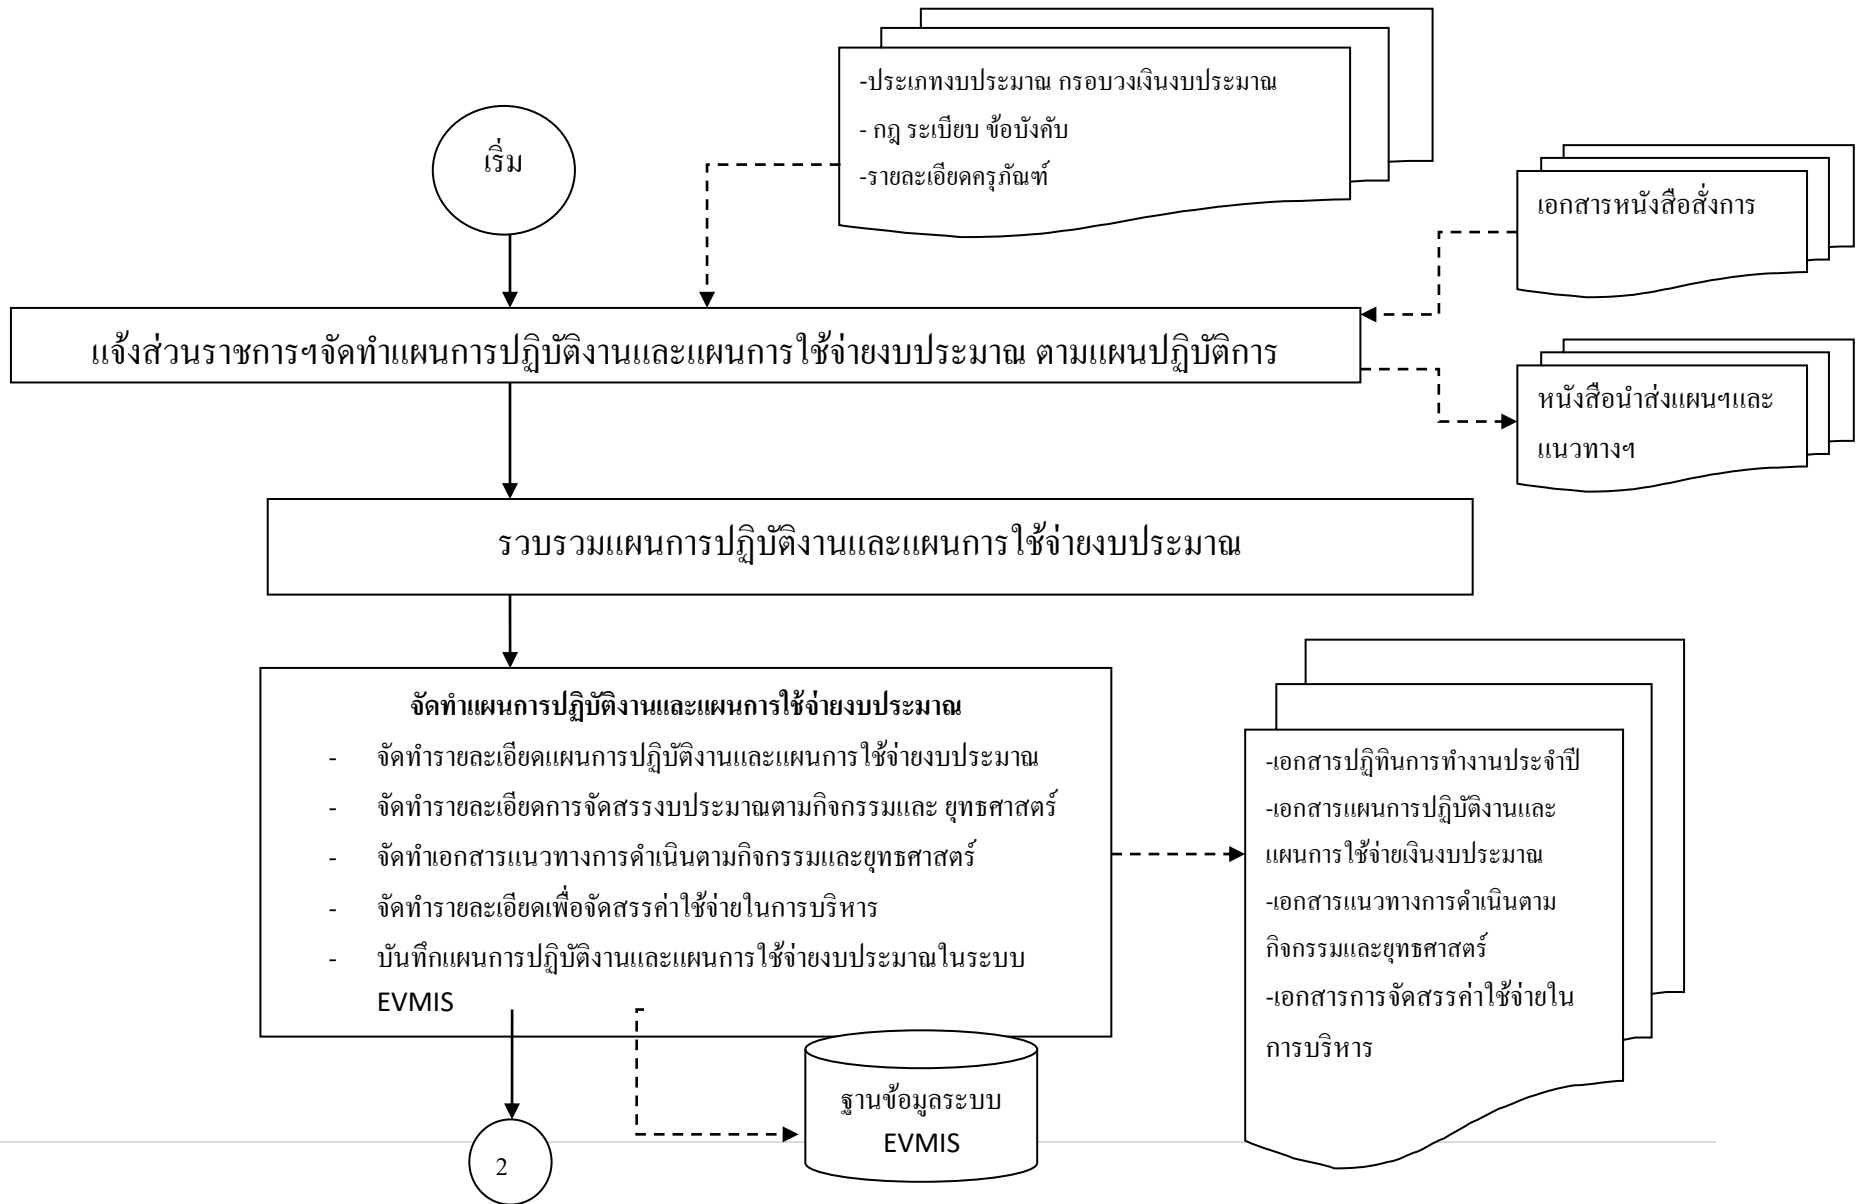 -ประเภทงบประมาณ กรอบวงเงินงบประมาณ
- กฎ ระเบียบ ข้อบังคับ
-รายละเอียดครุภัณฑ์
เริ่ม
เอกสารหนังสือสั่งการ
แจ้งส่วนราชการฯจัดทำแผนการปฏิบัติงานและแผนการใช้จ่ายงบประมาณ ตามแผนปฏิบัติการ
หนังสือนำส่งแผนฯและ
แนวทางฯ
รวบรวมแผนการปฏิบัติงานและแผนการใช้จ่ายงบประมาณ
จัดทำแผนการปฏิบัติงานและแผนการใช้จ่ายงบประมาณ
- จัดทำรายละเอียดแผนการปฏิบัติงานและแผนการใช้จ่ายงบประมาณ
- จัดทำรายละเอียดการจัดสรรงบประมาณตามกิจกรรมและ ยุทธศาสตร์
- จัดทำเอกสารแนวทางการดำเนินตามกิจกรรมและยุทธศาสตร์
- จัดทำรายละเอียดเพื่อจัดสรรค่าใช้จ่ายในการบริหาร
- บันทึกแผนการปฏิบัติงานและแผนการใช้จ่ายงบประมาณในระบบ
EVMIS
-เอกสารปฏิทินการทำงานประจำปี
-เอกสารแผนการปฏิบัติงานและ
แผนการใช้จ่ายเงินงบประมาณ
-เอกสารแนวทางการดำเนินตาม
กิจกรรมและยุทธศาสตร์
-เอกสารการจัดสรรค่าใช้จ่ายใน
การบริหาร
ฐานข้อมูลระบบ
EVMIS
2